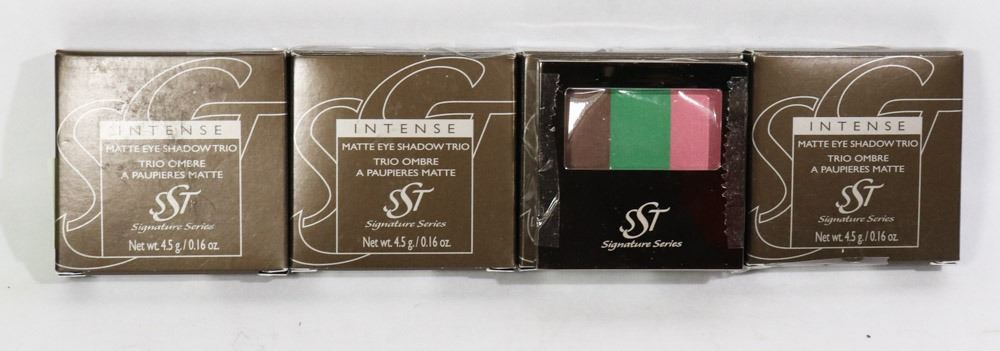 INTENSE
MATTE EYE SHADOW TRIO
TRIO OMBRE
A PAUPIERES MATTE
SST
Signature Series
Net wt. 4.5 g./0.16 oz.
INTENSE
MATTE EYE SHADOW TRIO
TRIO OMBRE
A PAUPIERES MATTE
SST
Signature Series
Net wt. 4.5 g./0.16 oz.
SST
Signature Series
INTENSE
MATTE EYE SHADOW TRIO
TRIO OMBRE
A PAUPIERES MATTE
SST
Signature Series
Net wt. 4.5 g./0.16 oz.